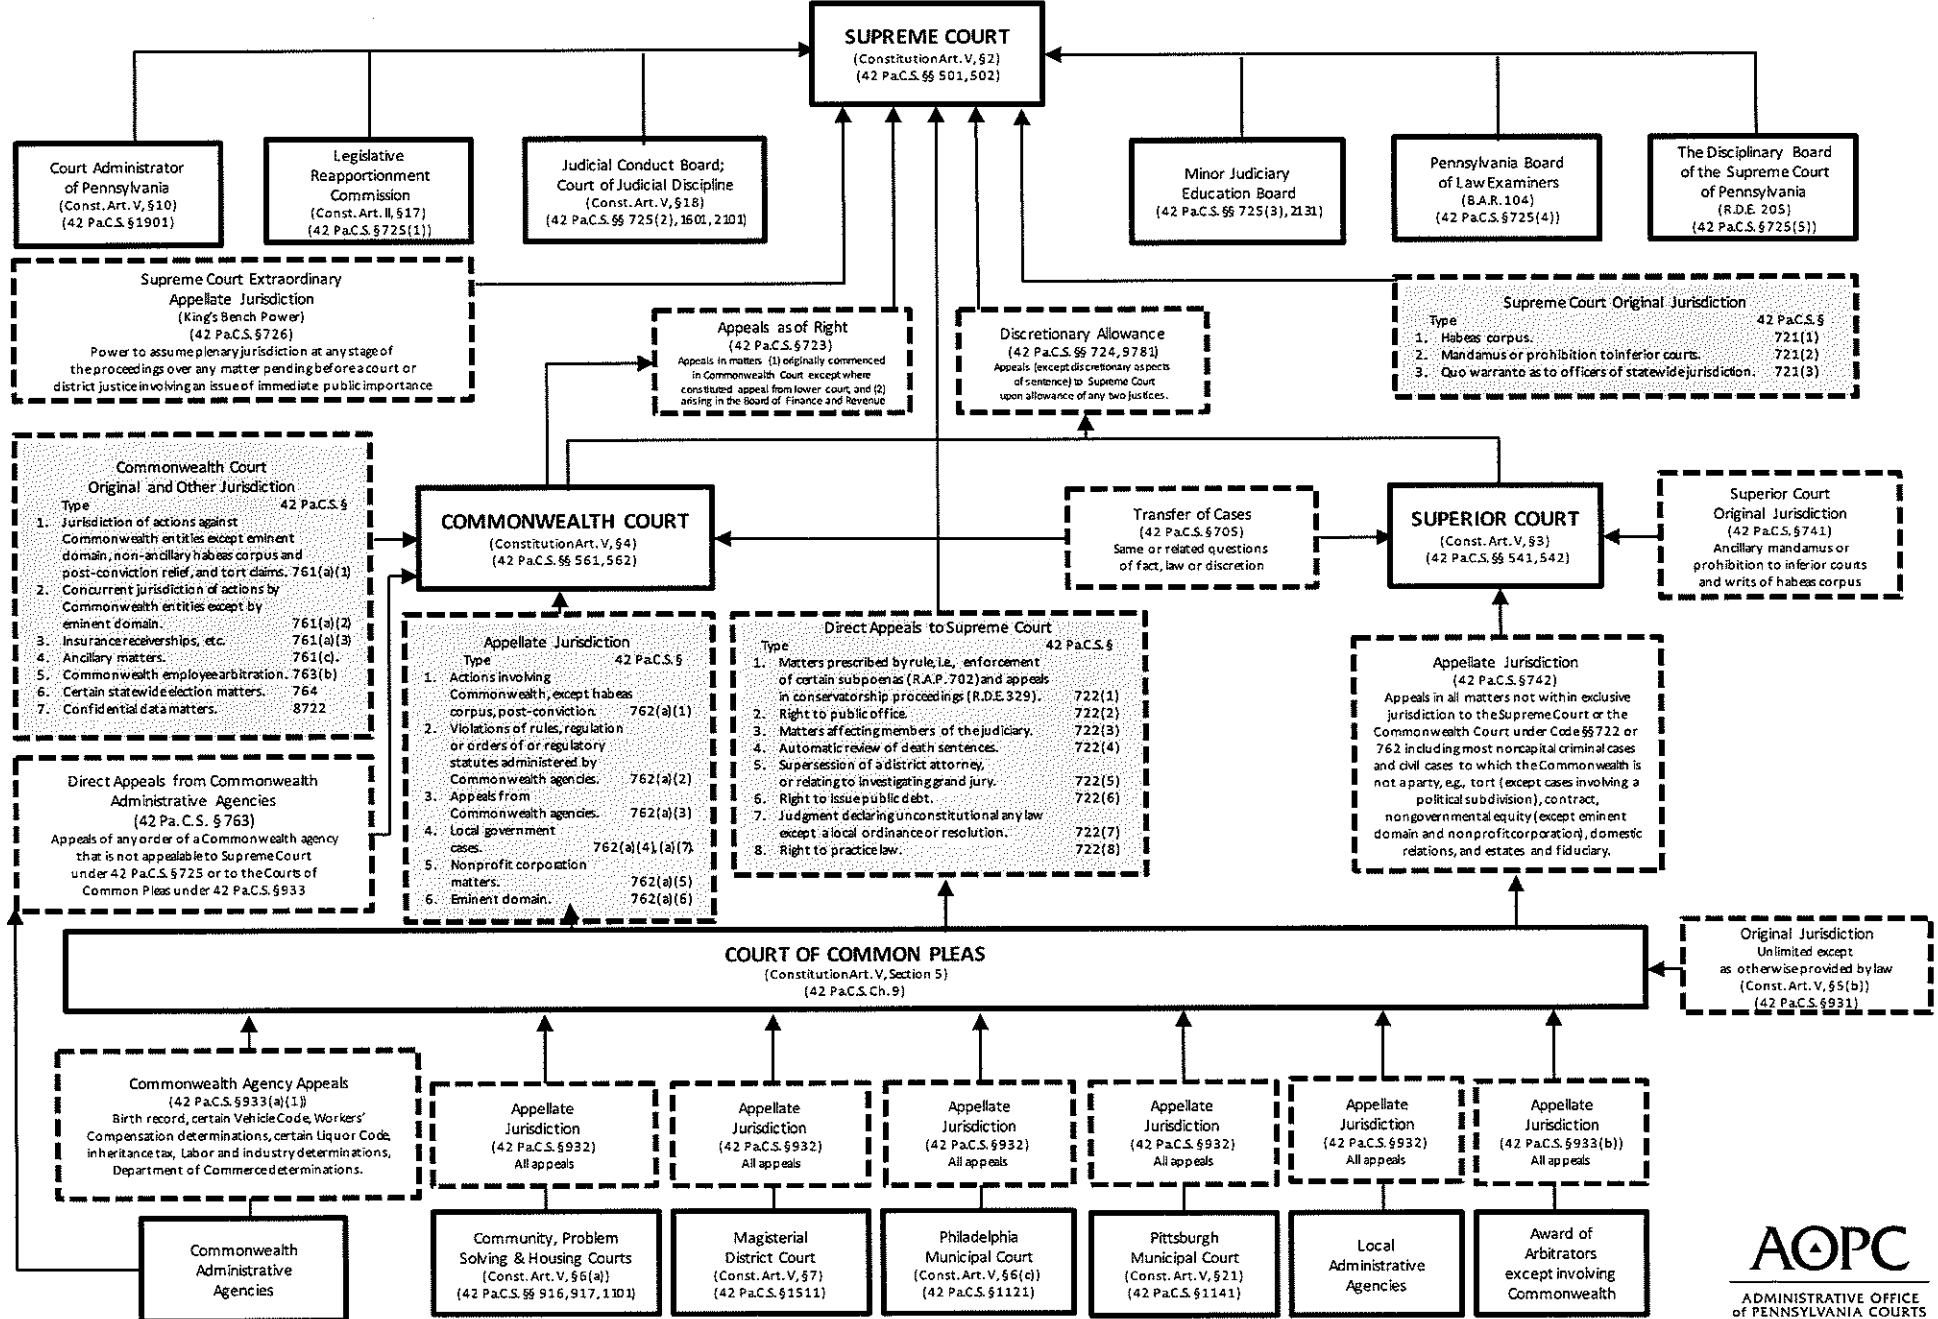 SUPREME COURT
(Constitution Art. V, §2)
(42 Pa.C.S. §§ 501, 502)
Court Administrator
of Pennsylvania
(Const. Art. V, §10)
(42 Pa.C.S. §1901)
Legislative
Reapportionment
Commission
(Const. Art. II, §17)
(42 Pa.C.S. §725(1))
Judicial Conduct Board;
Court of Judicial Discipline
(Const. Art. V, §18)
(42 Pa.C.S. §§ 725(2), 1601, 2101)
Minor Judiciary
Education Board
(42 Pa.C.S. §§ 725(3), 2131)
Pennsylvania Board
of Law Examiners
(B.A.R. 104)
(42 Pa.C.S. §725(4))
The Disciplinary Board
of the Supreme Court
of Pennsylvania
(R.D.E. 205)
(42 Pa.C.S. §725(5))
Supreme Court Extraordinary
Appellate Jurisdiction
(King's Bench Power)
(42 Pa.C.S. §726)
Power to assume plenary jurisdiction at any stage of
the proceedings over any matter pending before a court or
district justice involving an issue of immediate public importance
Appeals as of Right
(42 Pa.C.S. §723)
Appeals in matters (1) originally commenced
in Commonwealth Court except where
constituted appeal from lower court, and (2)
arising in the Board of Finance and Revenue
Discretionary Allowance
(42 Pa.C.S. §§ 724, 9781)
Appeals (except discretionary aspects
of sentence) to Supreme Court
upon allowance of any two justices.
Supreme Court Original Jurisdiction
Type 42 Pa.C.S. §
1. Habeas corpus. 721(1)
2. Mandamus or prohibition to inferior courts. 721(2)
3. Quo warranto as to officers of statewide jurisdiction. 721(3)
Commonwealth Court
Original and Other Jurisdiction
Type 42 Pa.C.S. §
1. Jurisdiction of actions against
Commonwealth entities except eminent
domain, non-ancillary habeas corpus and
post-conviction relief, and tort claims. 761(a)(1)
2. Concurrent jurisdiction of actions by
Commonwealth entities except by
eminent domain. 761(a)(2)
3. Insurance receiverships, etc. 761(a)(3)
4. Ancillary matters. 761(c).
5. Commonwealth employee arbitration. 763(b)
6. Certain statewide election matters. 764
7. Confidential data matters. 8722
COMMONWEALTH COURT
(Constitution Art. V, §4)
(42 Pa.C.S. §§ 561, 562)
Transfer of Cases
(42 Pa.C.S. §705)
Same or related questions
of fact, law or discretion
SUPERIOR COURT
(Const. Art. V, §3)
(42 Pa.C.S. §§ 541, 542)
Superior Court
Original Jurisdiction
(42 Pa.C.S. §741)
Ancillary mandamus or
prohibition to inferior courts
and writs of habeas corpus
Direct Appeals from Commonwealth
Administrative Agencies
(42 Pa. C. S. § 763)
Appeals of any order of a Commonwealth agency
that is not appealable to Supreme Court
under 42 Pa.C.S. §725 or to the Courts of
Common Pleas under 42 Pa.C.S. §933
Appellate Jurisdiction
Type 42 Pa.C.S. §
1. Actions involving
Commonwealth, except habeas
corpus, post-conviction. 762(a)(1)
2. Violations of rules, regulation
or orders of or regulatory
statutes administered by
Commonwealth agencies. 762(a)(2)
3. Appeals from
Commonwealth agencies. 762(a)(3)
4. Local government
cases. 762(a)(4),(a)(7)
5. Nonprofit corporation
matters. 762(a)(5)
6. Eminent domain. 762(a)(6)
Direct Appeals to Supreme Court
Type 42 Pa.C.S. §
1. Matters prescribed by rule, i.e., enforcement
of certain subpoenas (R.A.P. 702) and appeals
in conservatorship proceedings (R.D.E. 329). 722(1)
2. Right to public office. 722(2)
3. Matters affecting members of the judiciary. 722(3)
4. Automatic review of death sentences. 722(4)
5. Supersession of a district attorney,
or relating to investigating grand jury. 722(5)
6. Right to issue public debt. 722(6)
7. Judgment declaring unconstitutional any law
except a local ordinance or resolution. 722(7)
8. Right to practice law. 722(8)
Appellate Jurisdiction
(42 Pa.C.S. §742)
Appeals in all matters not within exclusive
jurisdiction to the Supreme Court or the
Commonwealth Court under Code §§722 or
762 including most noncapital criminal cases
and civil cases to which the Commonwealth is
not a party, e.g., tort (except cases involving a
political subdivision), contract,
nongovernmental equity (except eminent
domain and nonprofit corporation), domestic
relations, and estates and fiduciary.
COURT OF COMMON PLEAS
(Constitution Art. V, Section 5)
(42 Pa.C.S. Ch. 9)
Original Jurisdiction
Unlimited except
as otherwise provided by law
(Const. Art. V, §5(b))
(42 Pa.C.S. §931)
Commonwealth Agency Appeals
(42 Pa.C.S. §933(a)(1))
Birth record, certain Vehicle Code, Workers'
Compensation determinations, certain Liquor Code,
inheritance tax, Labor and industry determinations,
Department of Commerce determinations.
Appellate
Jurisdiction
(42 Pa.C.S. §932)
All appeals
Appellate
Jurisdiction
(42 Pa.C.S. §932)
All appeals
Appellate
Jurisdiction
(42 Pa.C.S. §932)
All appeals
Appellate
Jurisdiction
(42 Pa.C.S. §932)
All appeals
Appellate
Jurisdiction
(42 Pa.C.S. §932)
All appeals
Appellate
Jurisdiction
(42 Pa.C.S. §933(b))
All appeals
Commonwealth
Administrative
Agencies
Community, Problem
Solving & Housing Courts
(Const. Art. V, §6(a))
(42 Pa.C.S. §§ 916, 917, 1101)
Magisterial
District Court
(Const. Art. V, §7)
(42 Pa.C.S. §1511)
Philadelphia
Municipal Court
(Const. Art. V, §6(c))
(42 Pa.C.S. §1121)
Pittsburgh
Municipal Court
(Const. Art. V, §21)
(42 Pa.C.S. §1141)
Local
Administrative
Agencies
Award of
Arbitrators
except involving
Commonwealth
AOPC
ADMINISTRATIVE OFFICE
of PENNSYLVANIA COURTS